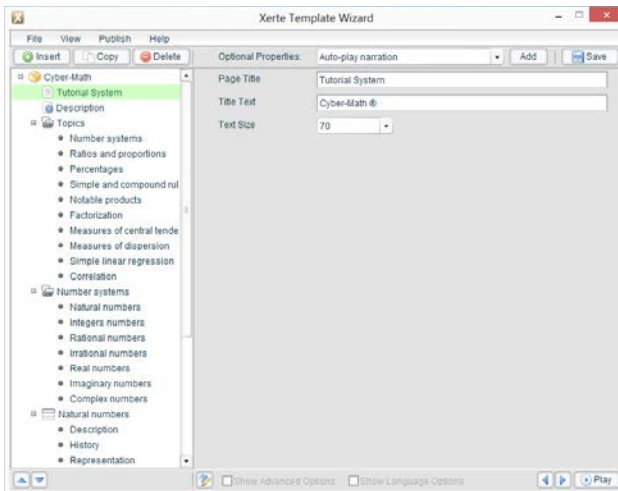 Xerte Template Wizard
File View Publish Help
Insert Copy Delete Optional Properties: Auto-play narration Add Save
Cyber-Math
Tutorial System
Description
Topics
Number systems
Ratios and proportions
Percentages
Simple and compound rul
Notable products
Factorization
Measures of central tende
Measures of dispersion
Simple linear regression
Correlation
Number systems
Natural numbers
Integers numbers
Rational numbers
Irrational numbers
Real numbers
Imaginary numbers
Complex numbers
Natural numbers
Description
History
Representation
Page Title Tutorial System
Title Text Cyber-Math ®
Text Size 70
Show Advanced Options Show Language Options Play